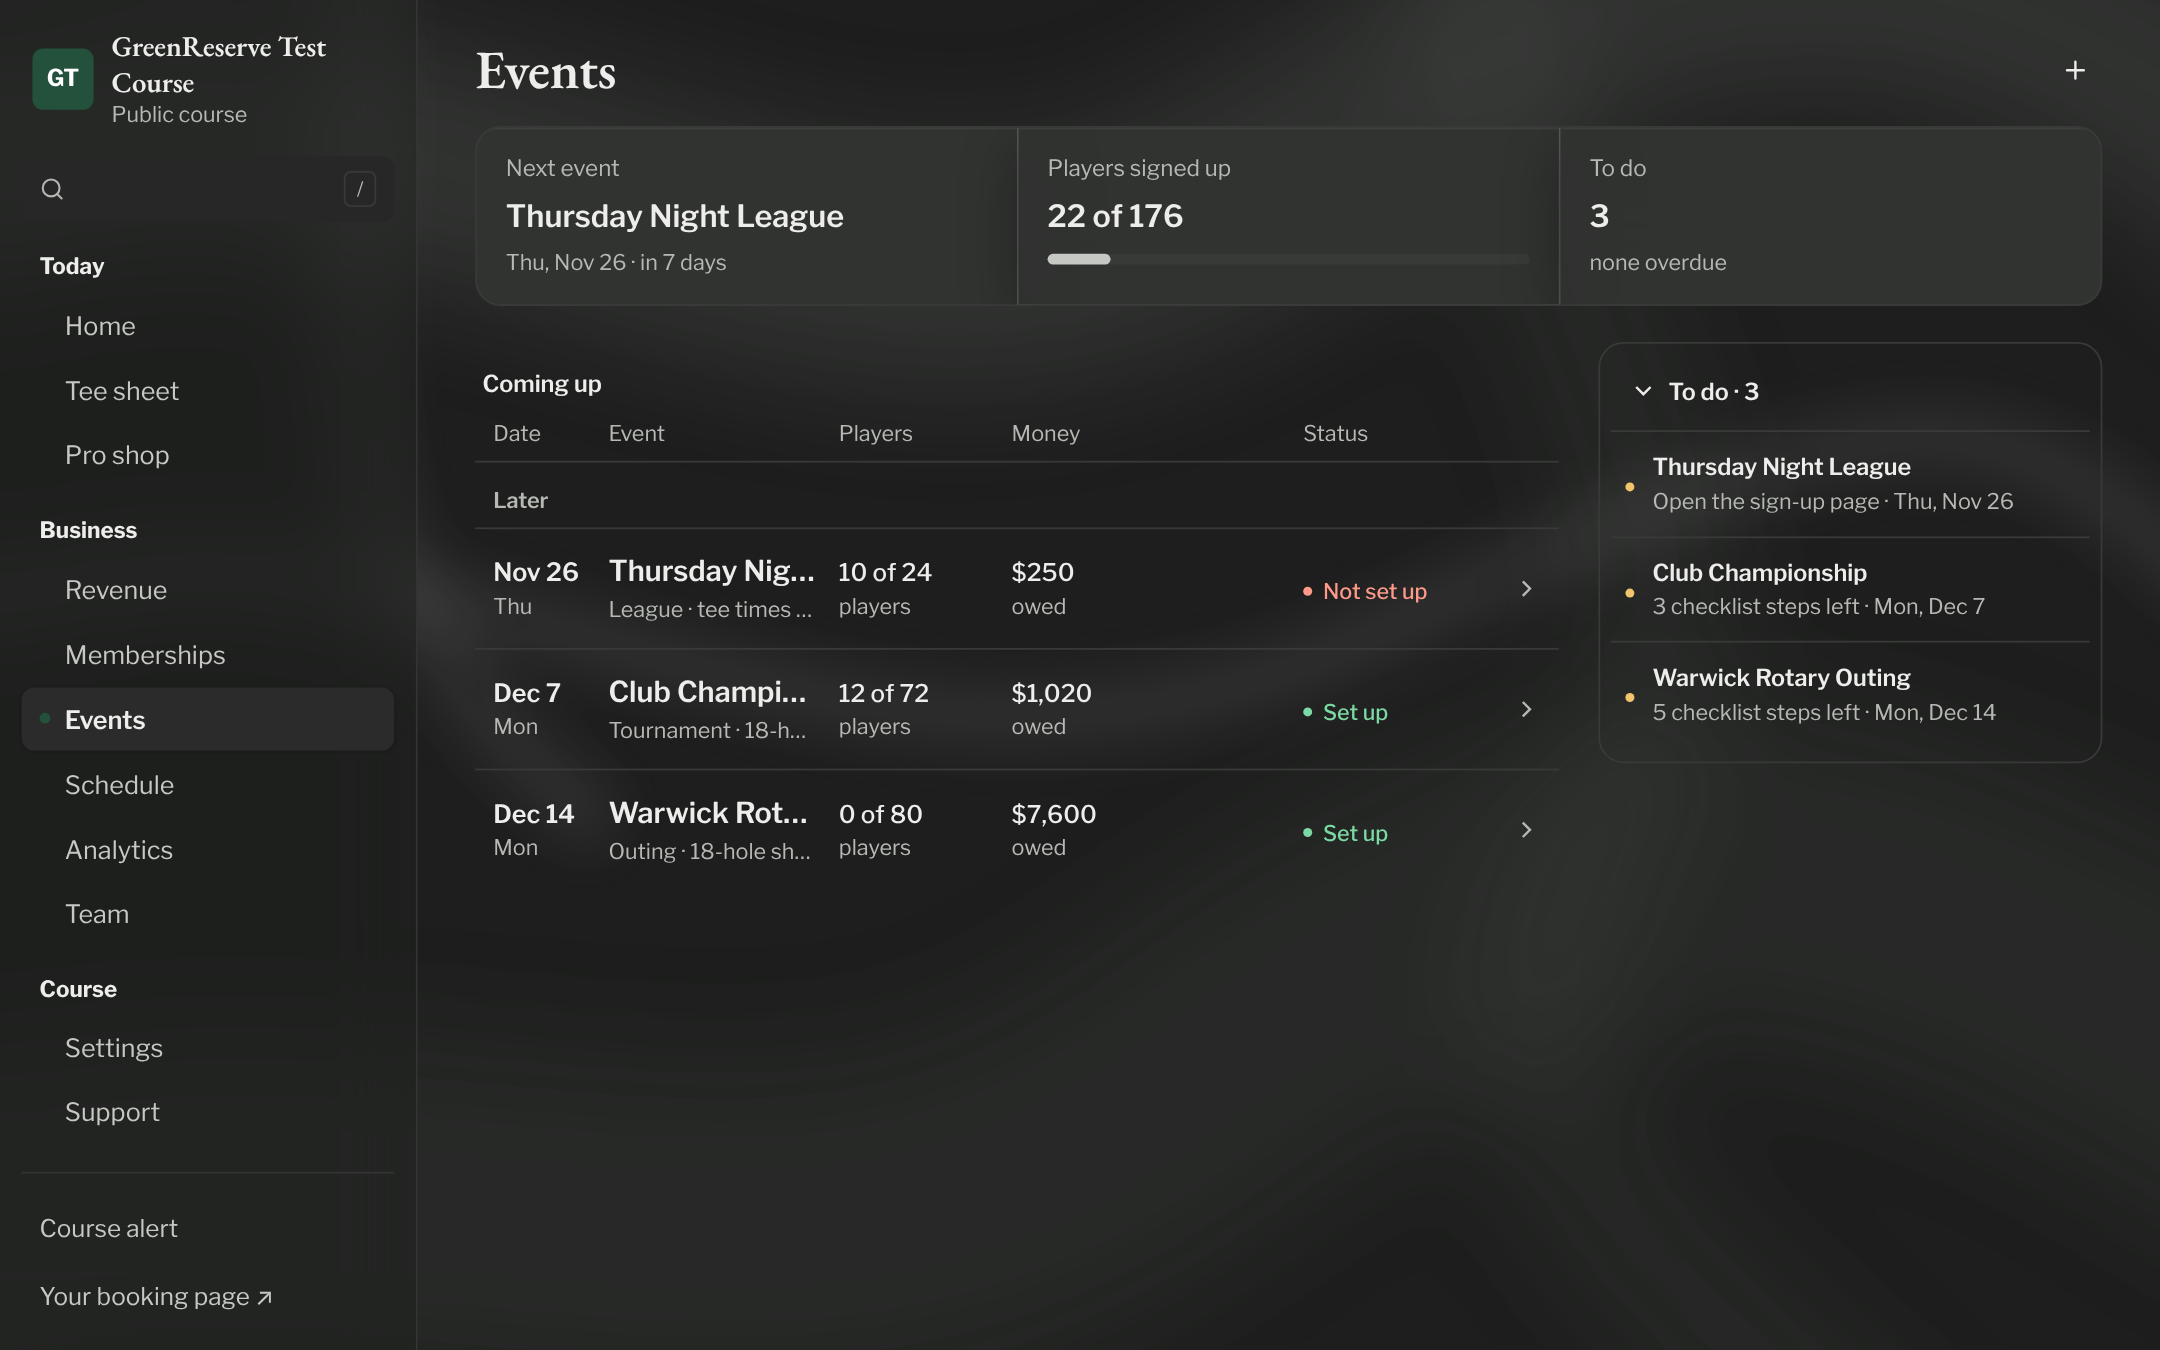 GT
GreenReserve Test
Course
Public course
/
Today
Home
Tee sheet
Pro shop
Business
Revenue
Memberships
Events
Schedule
Analytics
Team
Course
Settings
Support
Course alert
Your booking page ↗
Events
+
Next event
Thursday Night League
Thu, Nov 26 · in 7 days
Players signed up
22 of 176
To do
3
none overdue
Coming up
Date Event Players Money Status
Later
Nov 26 Thursday Nig... 10 of 24 $250 Not set up
Thu League · tee times ... players owed
Dec 7 Club Champi... 12 of 72 $1,020 Set up
Mon Tournament · 18-h... players owed
Dec 14 Warwick Rot... 0 of 80 $7,600 Set up
Mon Outing · 18-hole sh... players owed
To do · 3
Thursday Night League
Open the sign-up page · Thu, Nov 26
Club Championship
3 checklist steps left · Mon, Dec 7
Warwick Rotary Outing
5 checklist steps left · Mon, Dec 14